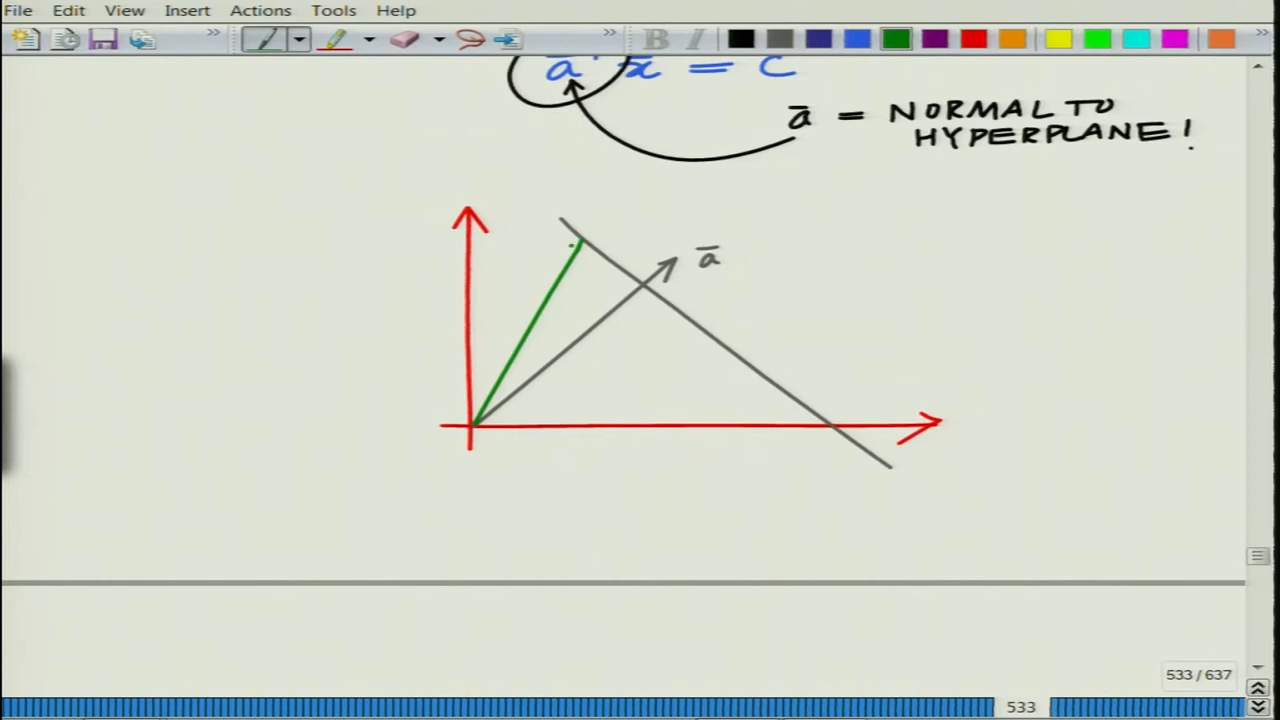 File Edit View Insert Actions Tools Help
B I
a̅ᵀ x̅ = C
a̅ = NORMAL TO
HYPERPLANE!
a̅
533 / 637
533